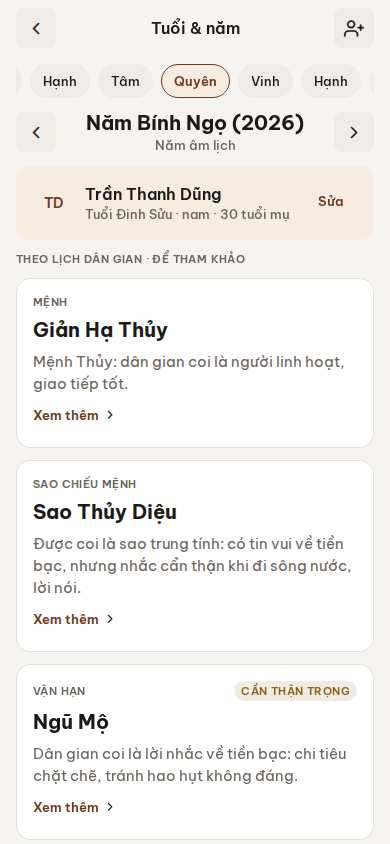 Tuổi & năm
Hạnh Tâm Quyên Vinh Hạnh
Năm Bính Ngọ (2026)
Năm âm lịch
TD
Trần Thanh Dũng
Tuổi Đinh Sửu · nam · 30 tuổi mụ
Sửa
THEO LỊCH DÂN GIAN · ĐỂ THAM KHẢO
MỆNH
Giản Hạ Thủy
Mệnh Thủy: dân gian coi là người linh hoạt,
giao tiếp tốt.
Xem thêm
SAO CHIẾU MỆNH
Sao Thủy Diệu
Được coi là sao trung tính: có tin vui về tiền
bạc, nhưng nhắc cẩn thận khi đi sông nước,
lời nói.
Xem thêm
VẬN HẠN
CẨN THẬN TRỌNG
Ngũ Mộ
Dân gian coi là lời nhắc về tiền bạc: chi tiêu
chặt chẽ, tránh hao hụt không đáng.
Xem thêm